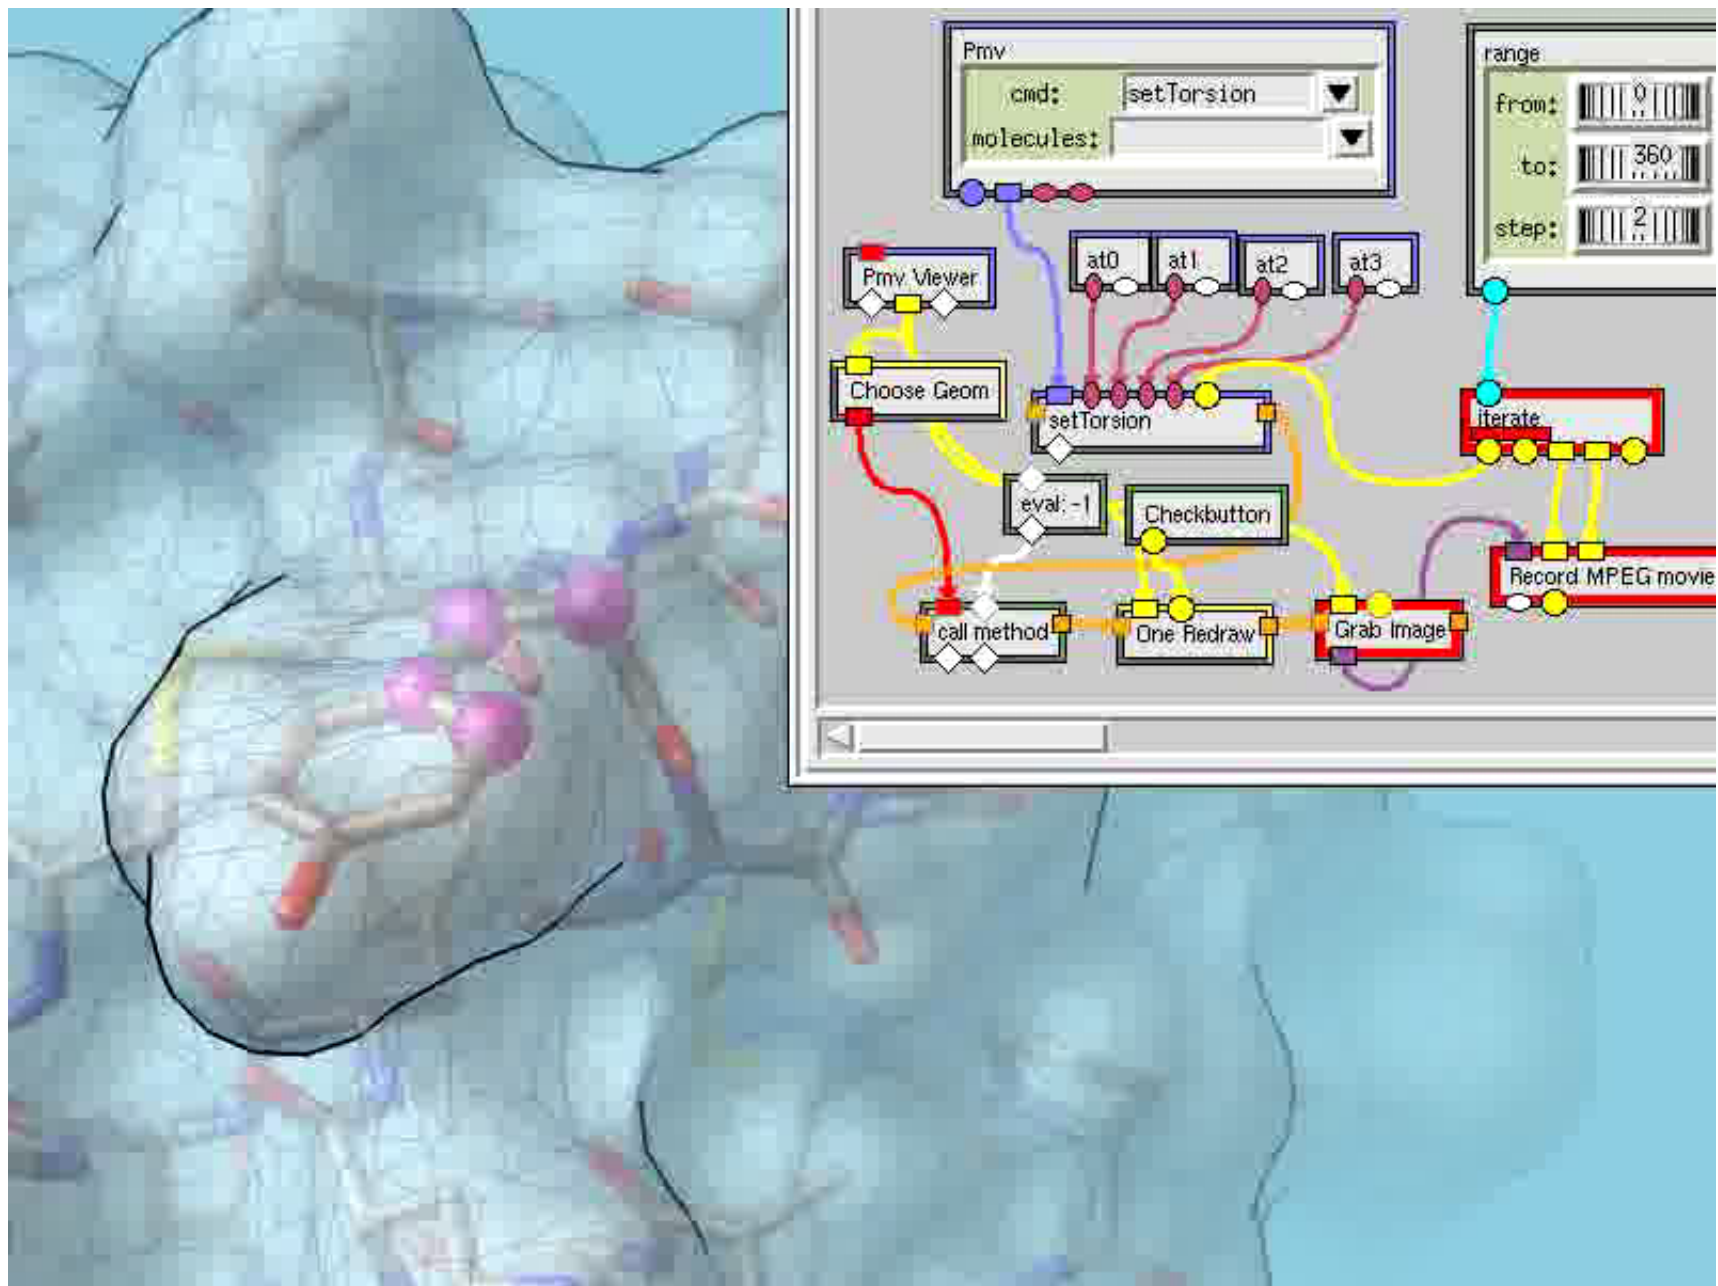 Pmv
cmd: setTorsion
molecules:
range
from: 0
to: 360
step: 2
Pmv Viewer
at0
at1
at2
at3
Choose Geom
setTorsion
iterate
eval: -1
Checkbutton
Record MPEG movie
call method
One Redraw
Grab Image